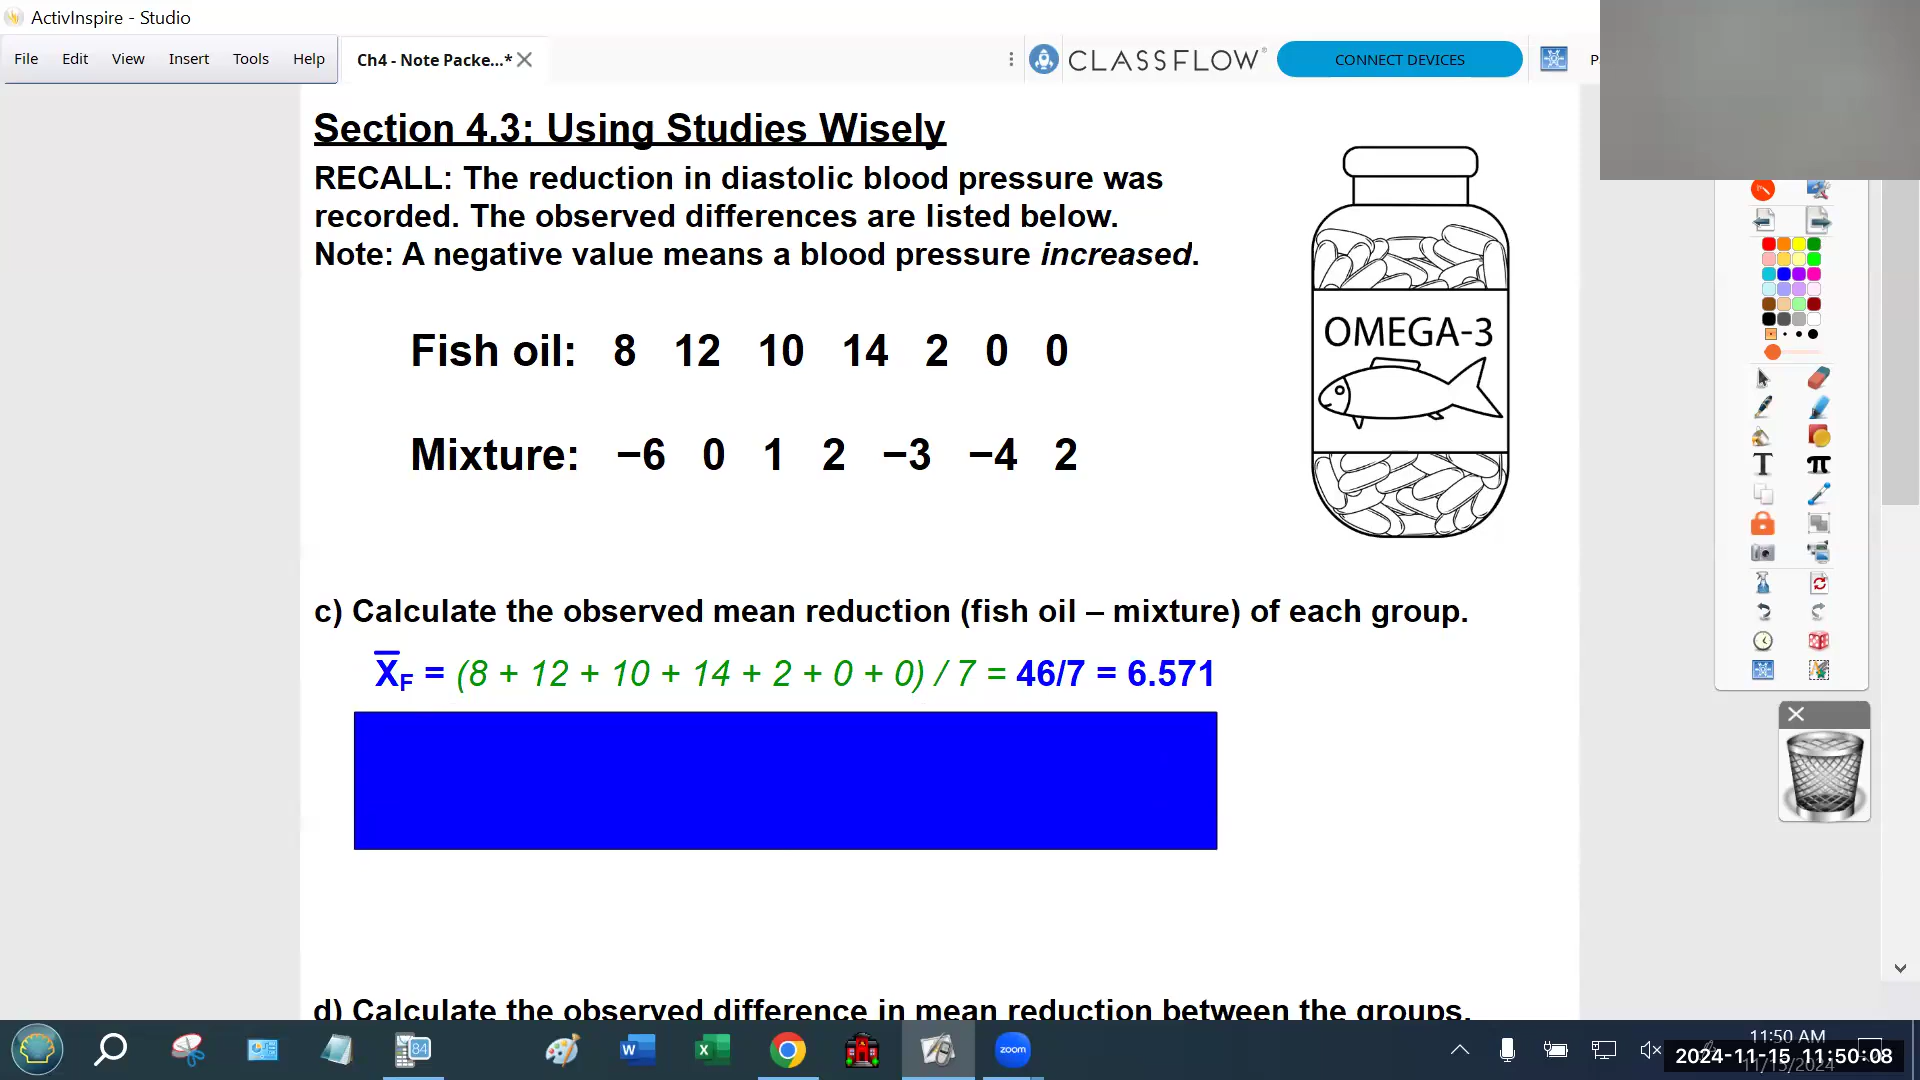 ActivInspire - Studio
File Edit View Insert Tools Help
Ch4 - Note Packe...*
CLASSFLOW
CONNECT DEVICES
Section 4.3: Using Studies Wisely
RECALL: The reduction in diastolic blood pressure was
recorded. The observed differences are listed below.
Note: A negative value means a blood pressure increased.
OMEGA-3
Fish oil: 8 12 10 14 2 0 0
Mixture: −6 0 1 2 −3 −4 2
c) Calculate the observed mean reduction (fish oil – mixture) of each group.
X̅F = (8 + 12 + 10 + 14 + 2 + 0 + 0) / 7 = 46/7 = 6.571
d) Calculate the observed difference in mean reduction between the groups.
84
zoom
11:50 AM
2024-11-15 11:50:08